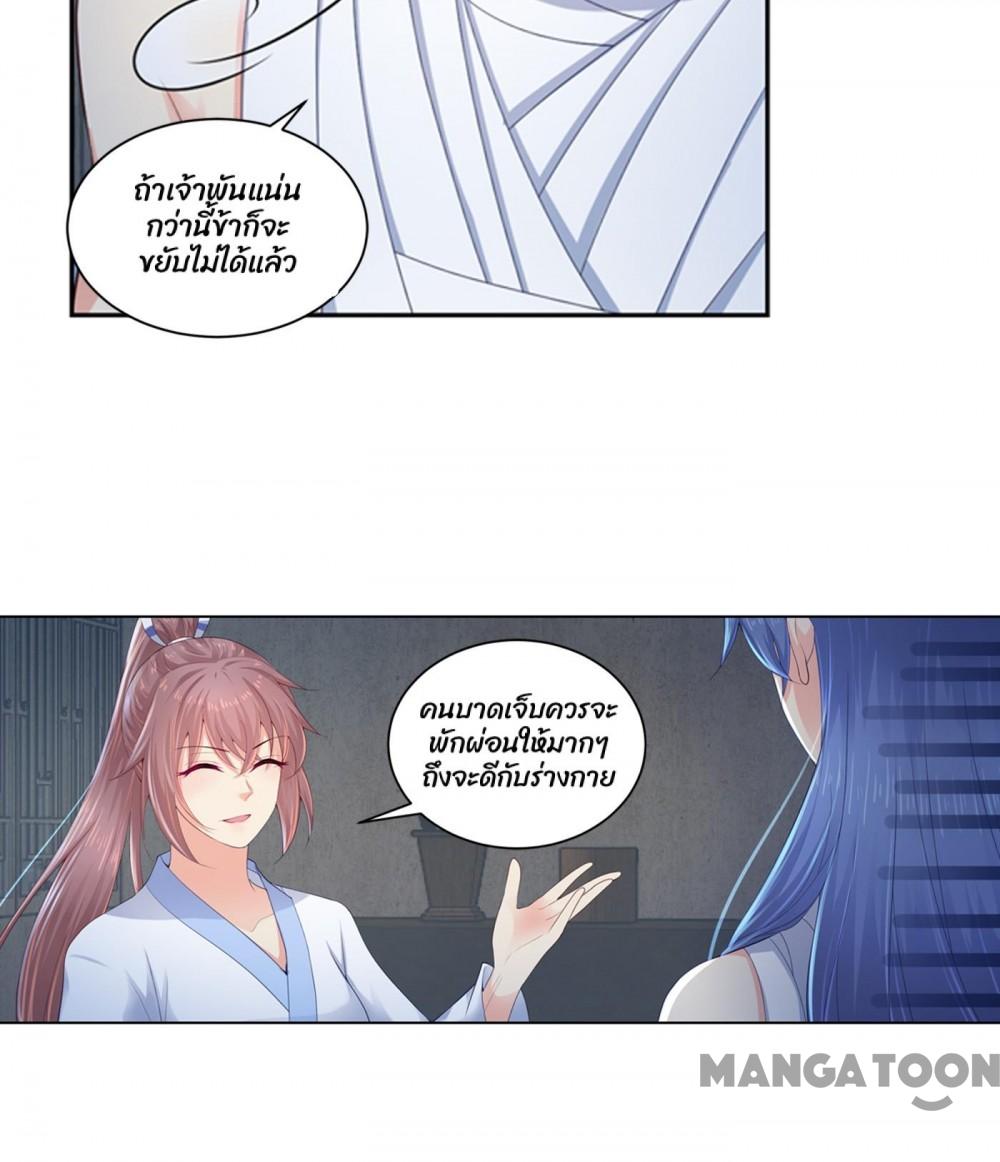 ถ้าเจ้าพันแน่น
กว่านี้ข้าก็จะ
ขยับไม่ได้แล้ว
คนบาดเจ็บควรจะ
พักผ่อนให้มากๆ
ถึงจะดีกับร่างกาย
MANGATOON